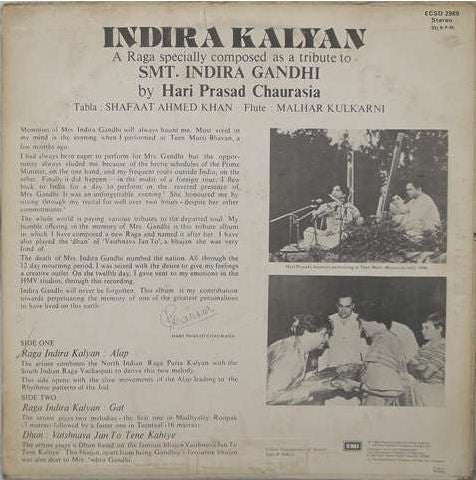 ECSD 2989
Stereo
INDIRA KALYAN
A Raga specially composed as a tribute to
SMT. INDIRA GANDHI
by Hari Prasad Chaurasia
Tabla : SHAFAAT AHMED KHAN Flute : MALHAR KULKARNI
Memories of Mrs. Indira Gandhi will always haunt me. Most vivid in
my mind is the evening when I performed at Teen Murti Bhavan, a
few months ago.
I had always been eager to perform for Mrs. Gandhi but the oppor-
tunity always eluded me because of the hectic schedules of the Prime
Minister, on the one hand, and my frequent tours outside India, on the
other. Finally it did happen - in the midst of a foreign tour, I flew
back to India for a day to perform in the revered presence of
Mrs. Gandhi. It was an unforgettable evening! She honoured me by
sitting through my recital for well over two hours - despite her other
commitments.
The whole world is paying various tributes to the departed soul. My
humble offering in the memory of Mrs. Gandhi is this tribute album
in which I have composed a new Raga and named it after her. I have
also played the 'dhun' of 'Vaishnava Jan To', a bhajan she was very
fond of.
The death of Mrs. Indira Gandhi numbed the nation. All through the
12 day mourning period, I was seized with the desire to give my feelings
a creative outlet. On the twelfth day, I gave vent to my emotions in the
HMV studios, through this recording.
Indira Gandhi will never be forgotten. This album is my contribution
towards perpetuating the memory of one of the greatest personalities
to have lived on this earth.
HARI PRASAD CHAURASIA
Hari Prasad Chaurasia performing at Teen Murti Bhavan
SIDE ONE
Raga Indira Kalyan : Alap
The artiste combines the North Indian Raga Puria Kalyan with the
South Indian Raga Vachaspati to derive this new melody.
This side opens with the slow movements of the Alap leading to the
Rhythmic patterns of the Jod.
SIDE TWO
Raga Indira Kalyan : Gat
The artiste plays two melodies - the first one in Madhyalay Roopak
(7 matras) followed by a faster one in Teentaal (16 matras).
Dhun : Vaishnava Jan To Tene Kahiye
The artiste plays a Dhun based on the famous bhajan 'Vaishnava Jan To
Tene Kahiye'. This bhajan, apart from being Gandhiji's favourite bhajan
was also dear to Mrs. Indira Gandhi.
EMI